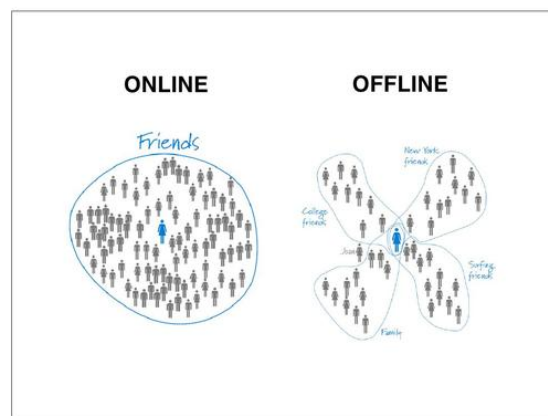 ONLINE
OFFLINE
Friends
New York
friends
College
friends
Surfing
friends
Family